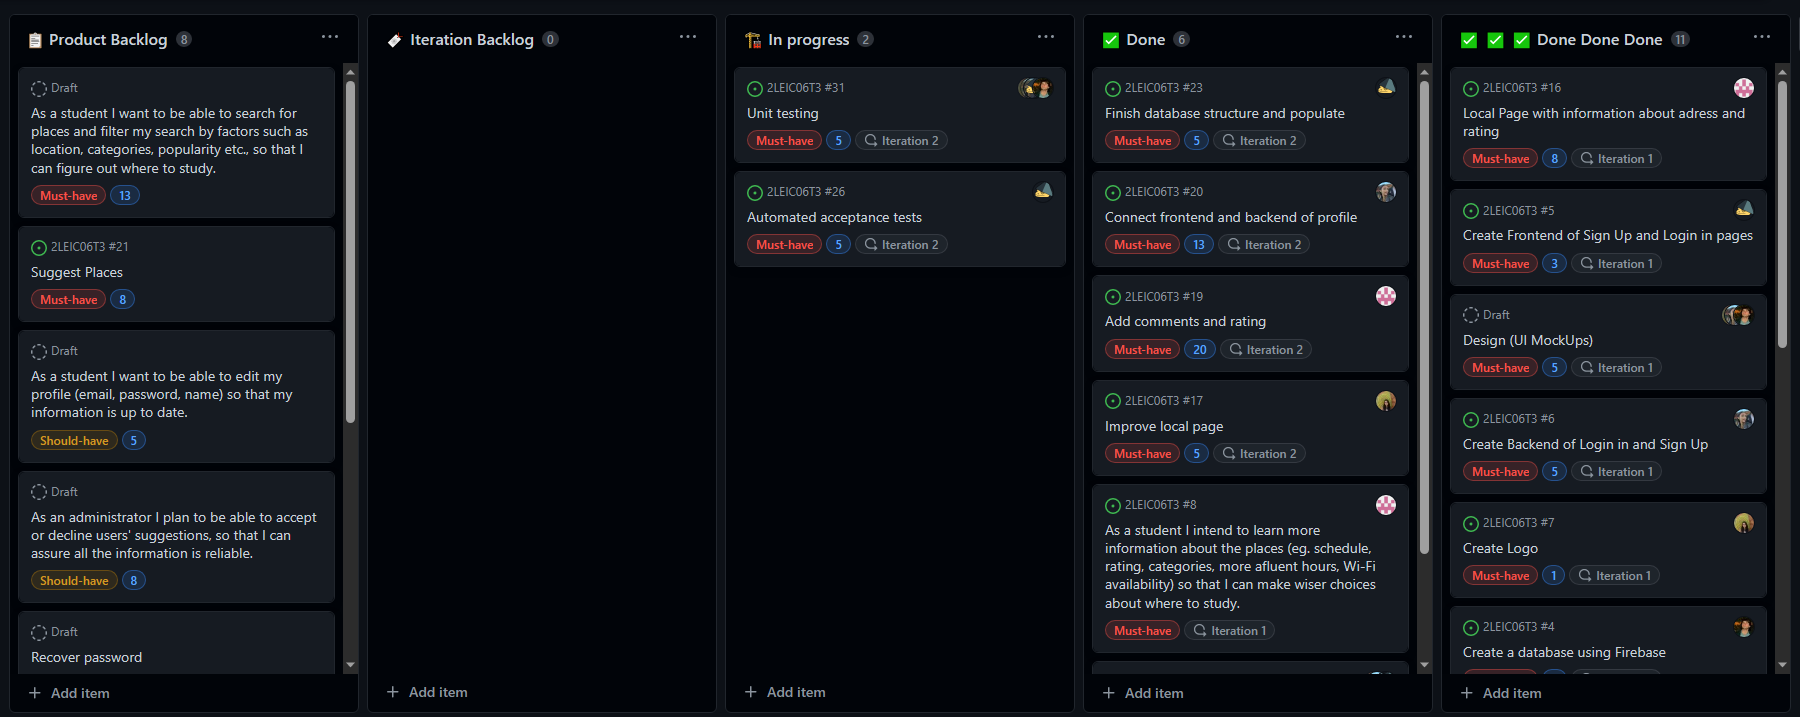 Product Backlog 8
Draft
As a student I want to be able to search for
places and filter my search by factors such as
location, categories, popularity etc., so that I
can figure out where to study.
Must-have 13
2LEIC06T3 #21
Suggest Places
Must-have 8
Draft
As a student I want to be able to edit my
profile (email, password, name) so that my
information is up to date.
Should-have 5
Draft
As an administrator I plan to be able to accept
or decline users' suggestions, so that I can
assure all the information is reliable.
Should-have 8
Draft
Recover password
Add item
Iteration Backlog 0
Add item
In progress 2
2LEIC06T3 #31
Unit testing
Must-have 5 Iteration 2
2LEIC06T3 #26
Automated acceptance tests
Must-have 5 Iteration 2
Add item
Done 6
2LEIC06T3 #23
Finish database structure and populate
Must-have 5 Iteration 2
2LEIC06T3 #20
Connect frontend and backend of profile
Must-have 13 Iteration 2
2LEIC06T3 #19
Add comments and rating
Must-have 20 Iteration 2
2LEIC06T3 #17
Improve local page
Must-have 5 Iteration 2
2LEIC06T3 #8
As a student I intend to learn more
information about the places (eg. schedule,
rating, categories, more afluent hours, Wi-Fi
availability) so that I can make wiser choices
about where to study.
Must-have Iteration 1
Add item
Done Done Done 11
2LEIC06T3 #16
Local Page with information about adress and
rating
Must-have 8 Iteration 1
2LEIC06T3 #5
Create Frontend of Sign Up and Login in pages
Must-have 3 Iteration 1
Draft
Design (UI MockUps)
Must-have 5 Iteration 1
2LEIC06T3 #6
Create Backend of Login in and Sign Up
Must-have 5 Iteration 1
2LEIC06T3 #7
Create Logo
Must-have 1 Iteration 1
2LEIC06T3 #4
Create a database using Firebase
Add item